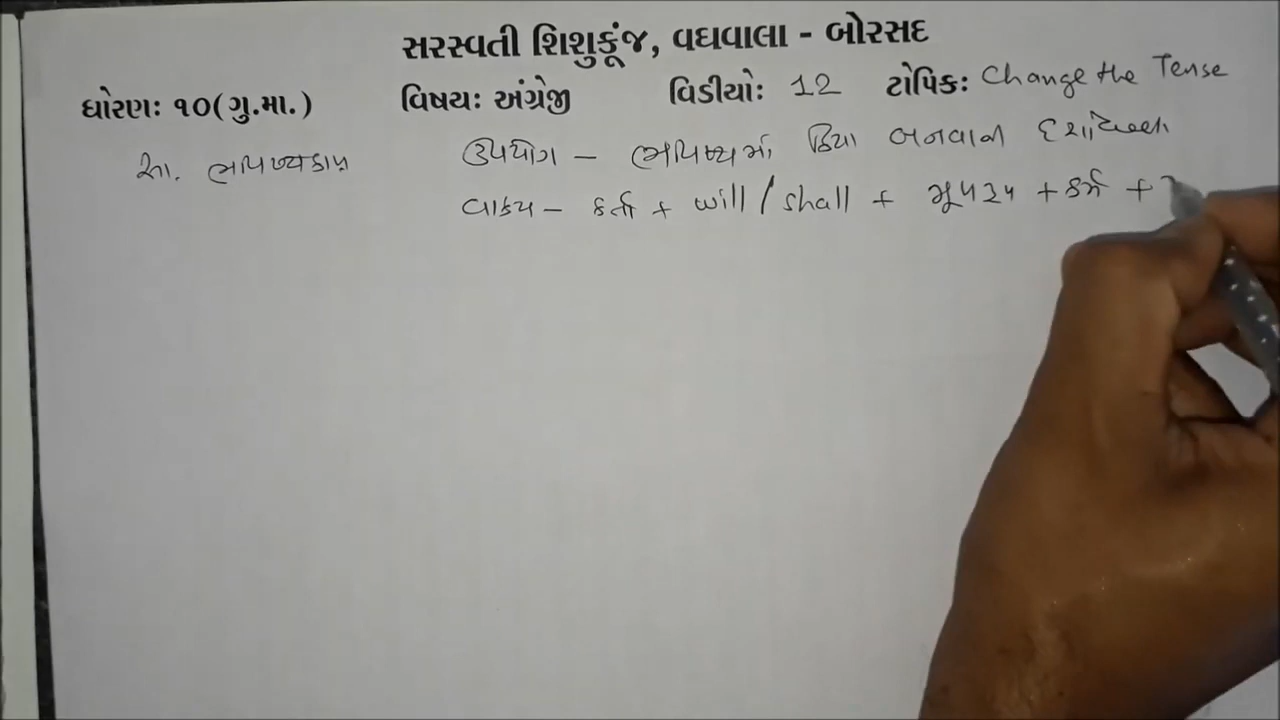 સરસ્વતી શિશુકૂંજ, વઘવાલા - બોરસદ
ધોરણઃ ૧૦(ગુ.મા.) વિષયઃ અંગ્રેજી વિડીયોઃ 12 ટોપિકઃ Change the Tense
સા. ભવિષ્યકાળ ઉપયોગ - ભવિષ્યમાં ક્રિયા બનવાની દર્શાવવા
વાક્ય - કર્તા + will / shall + મૂળરૂપ + કર્મ +